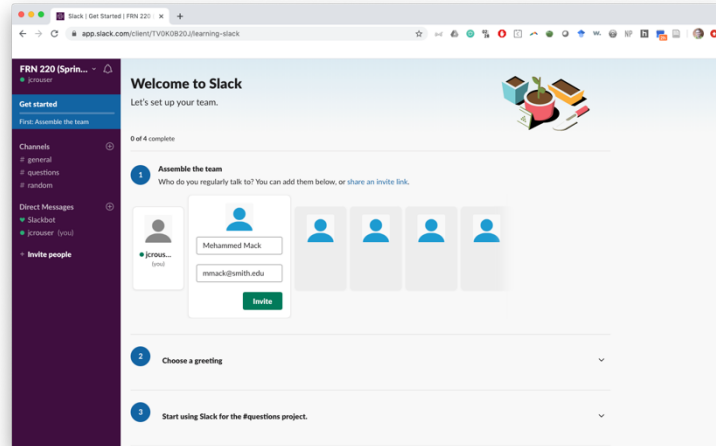 Slack | Get Started | FRN 220
app.slack.com/client/TV0K0820J/learning-slack
FRN 220 (Sprin...
jcrouser
Get started
First: Assemble the team
Channels
# general
# questions
# random
Direct Messages
Slackbot
jcrouser (you)
+ Invite people
Welcome to Slack
Let's set up your team.
0 of 4 complete
1
Assemble the team
Who do you regularly talk to? You can add them below, or share an invite link.
jcrous...
(you)
Mehammed Mack
mmack@smith.edu
Invite
2
Choose a greeting
3
Start using Slack for the #questions project.